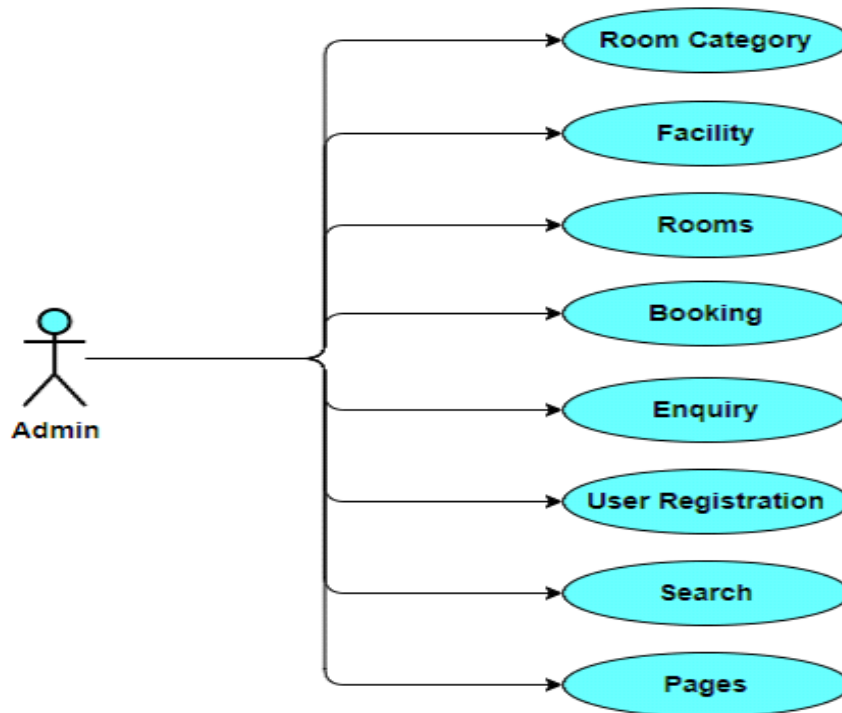 Room Category
Facility
Rooms
Booking
Admin
Enquiry
User Registration
Search
Pages